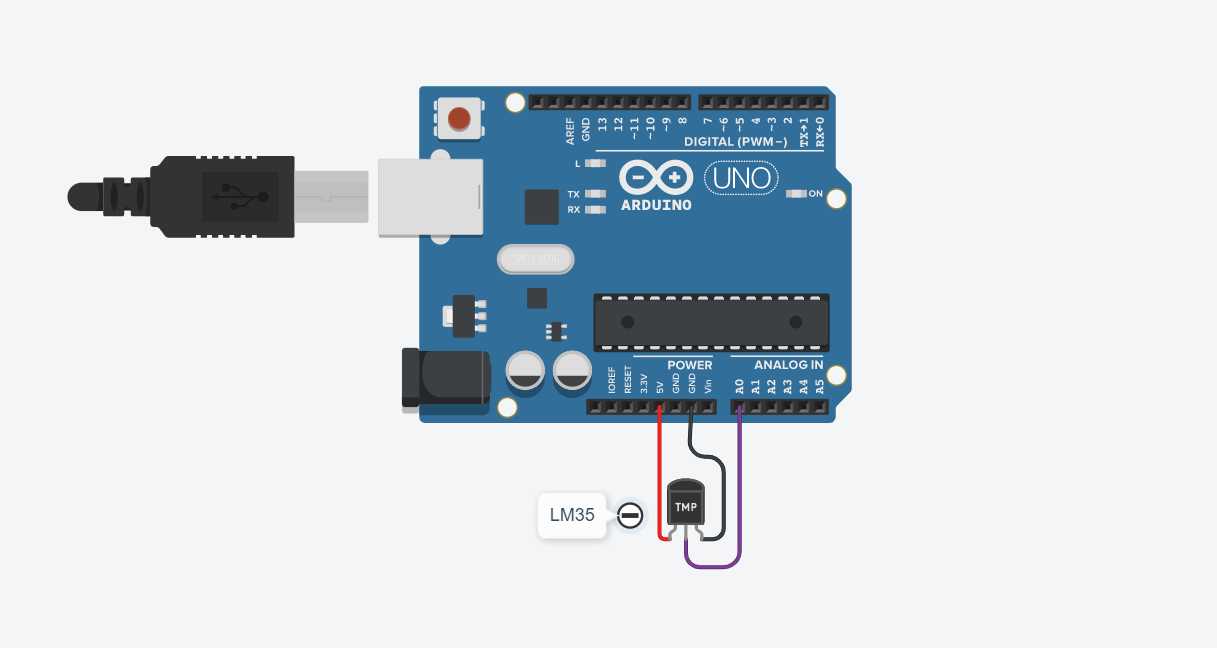 AREF
GND
13
12
~11
~10
~9
8
7
~6
~5
4
~3
2
TX→1
RX←0
DIGITAL (PWM~)
L
TX
RX
ARDUINO
UNO
ON
POWER
ANALOG IN
IOREF
RESET
3.3V
5V
GND
GND
Vin
A0
A1
A2
A3
A4
A5
LM35
TMP